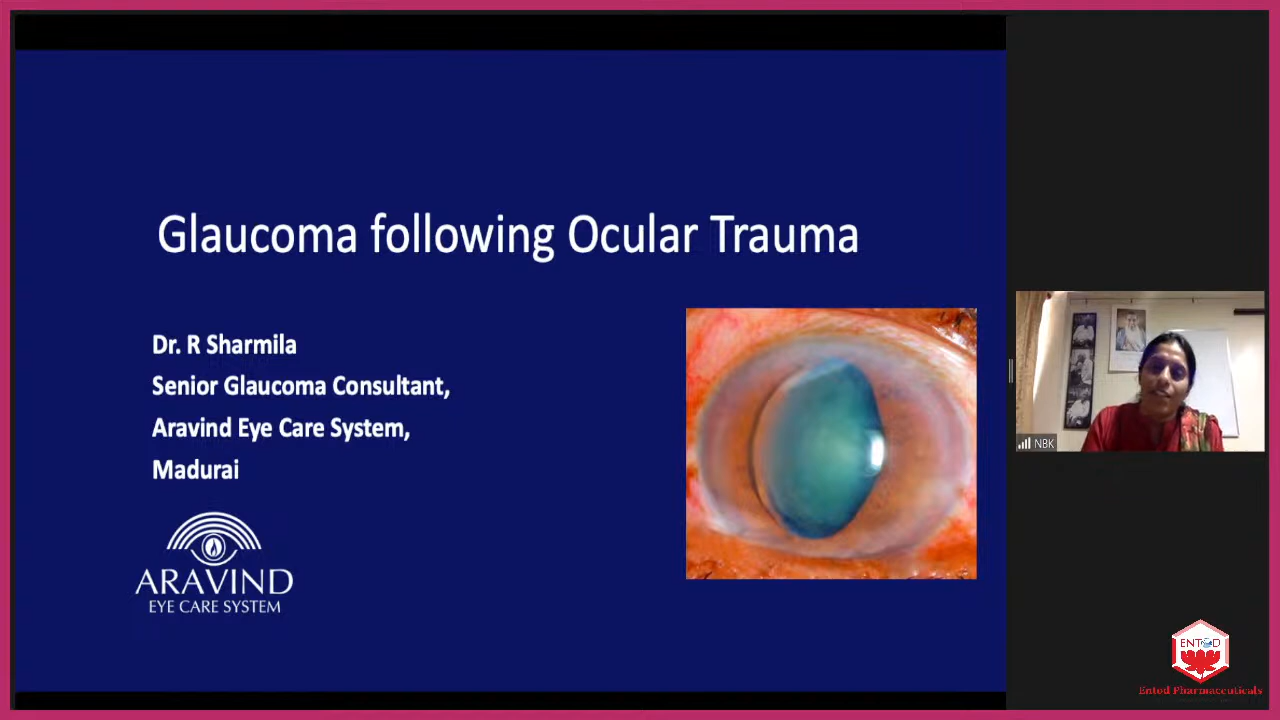 Glaucoma following Ocular Trauma
Dr. R Sharmila
Senior Glaucoma Consultant,
Aravind Eye Care System,
Madurai
ARAVIND
EYE CARE SYSTEM
NBK
ENTOD
Entod Pharmaceuticals